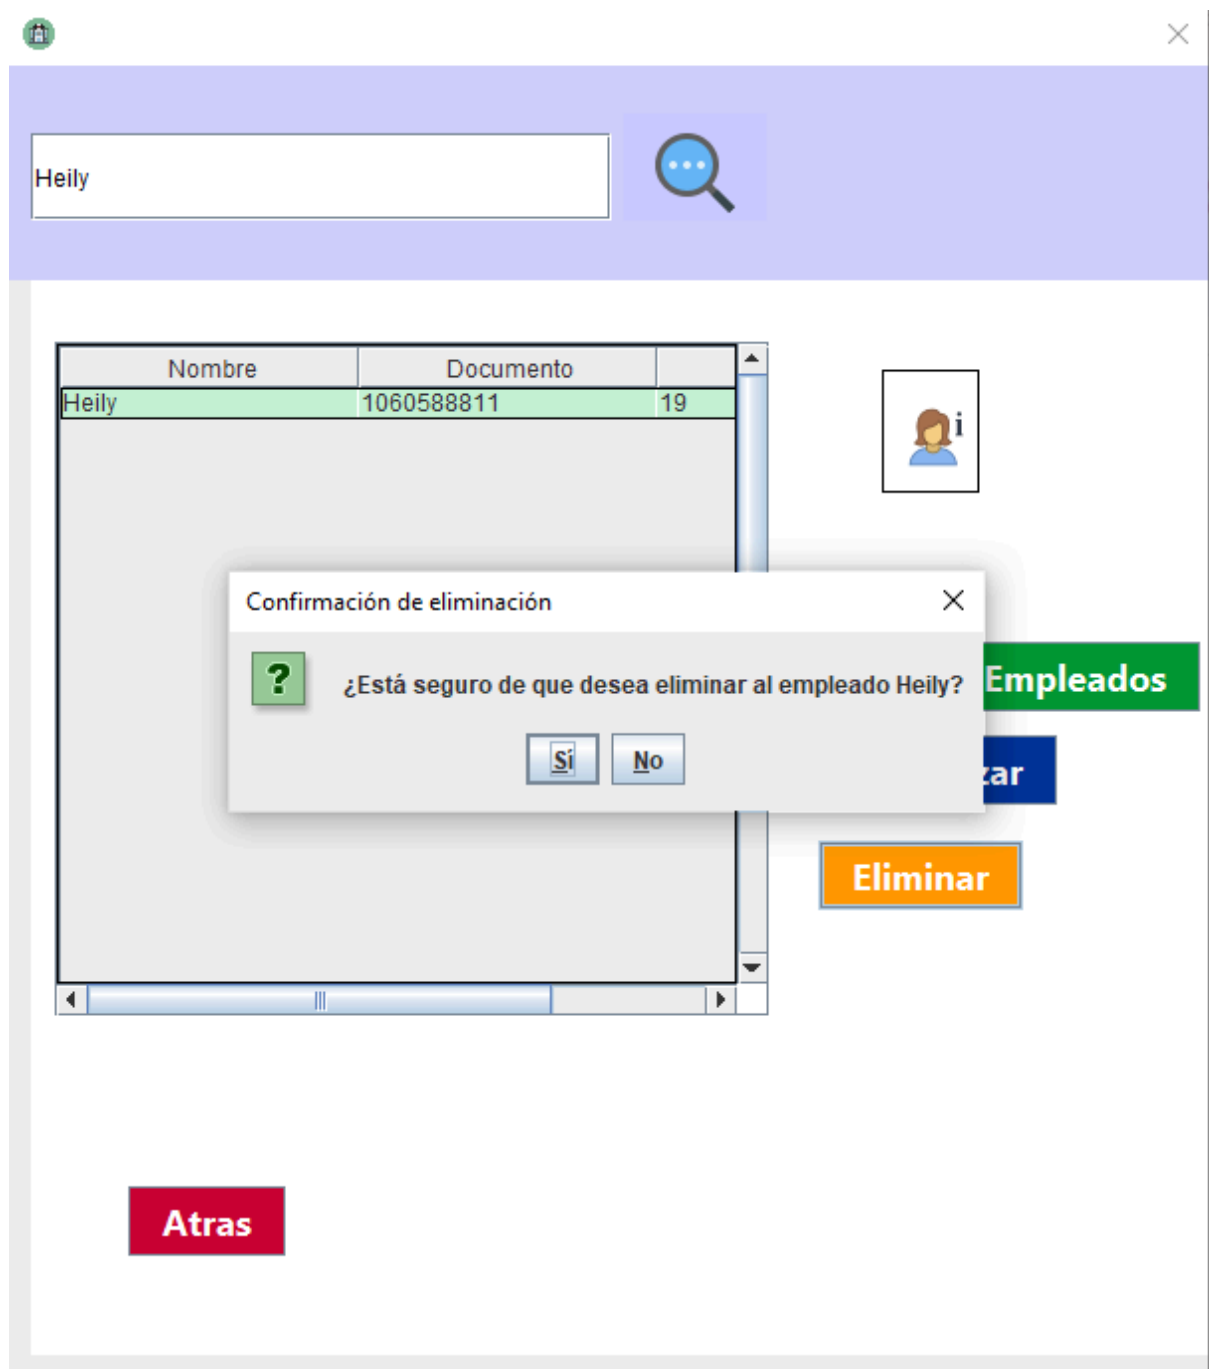 Heily
Nombre Documento
Heily 1060588811 19
i
Confirmación de eliminación
?
¿Está seguro de que desea eliminar al empleado Heily?
Empleados
Sí No
zar
Eliminar
Atras